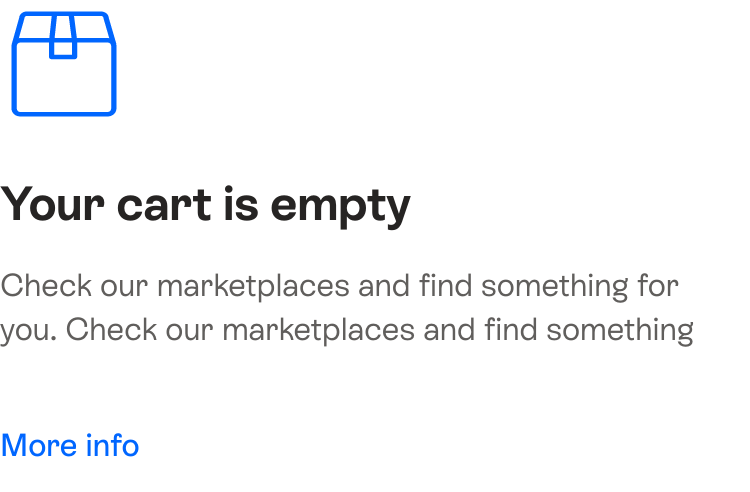 Your cart is empty
Check our marketplaces and find something for
you. Check our marketplaces and find something
More info